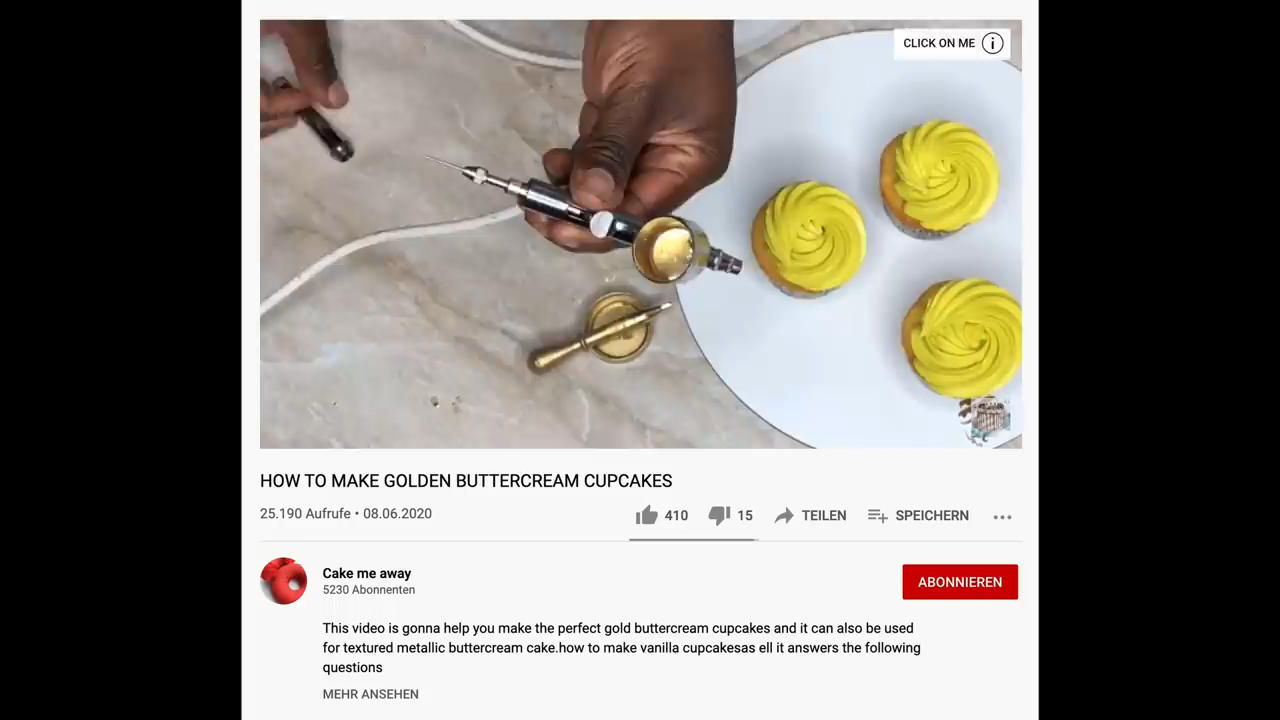 CLICK ON ME
HOW TO MAKE GOLDEN BUTTERCREAM CUPCAKES
25.190 Aufrufe • 08.06.2020
410
15
TEILEN
SPEICHERN
Cake me away
5230 Abonnenten
ABONNIEREN
This video is gonna help you make the perfect gold buttercream cupcakes and it can also be used
for textured metallic buttercream cake.how to make vanilla cupcakesas ell it answers the following
questions
MEHR ANSEHEN